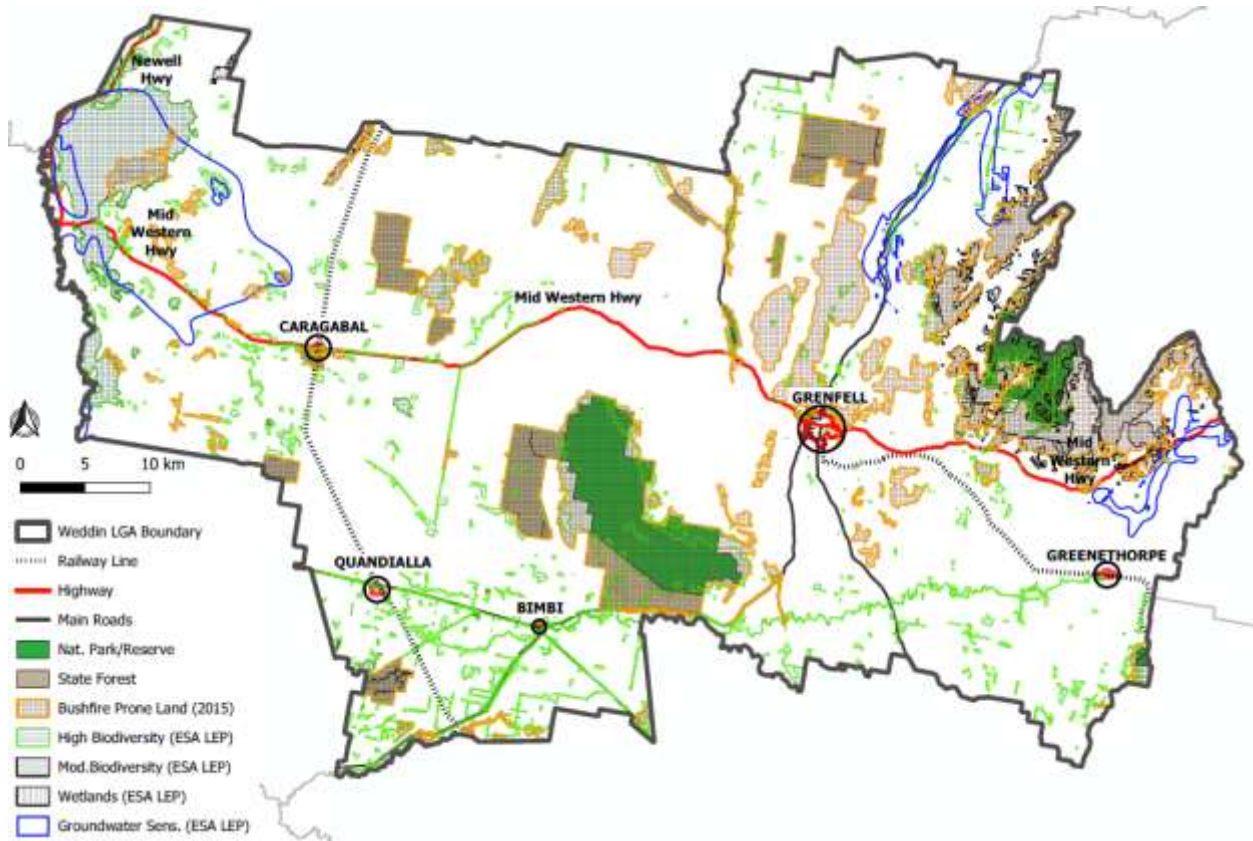 Newell
Hwy
Mid
Western
Hwy
Mid Western Hwy
CARAGABAL
GRENFELL
Mid
Western
Hwy
0 5 10 km
QUANDIALLA
BIMBI
GREENETHORPE
Weddin LGA Boundary
Railway Line
Highway
Main Roads
Nat. Park/Reserve
State Forest
Bushfire Prone Land (2015)
High Biodiversity (ESA LEP)
Mod.Biodiversity (ESA LEP)
Wetlands (ESA LEP)
Groundwater Sens. (ESA LEP)